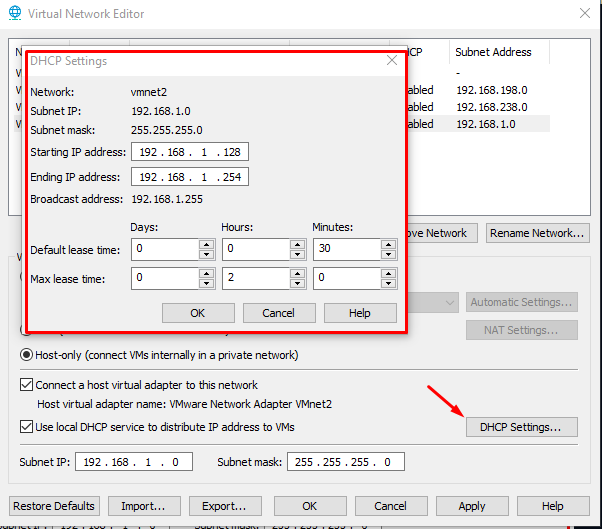 Virtual Network Editor
DHCP Settings
Subnet Address
-
192.168.198.0
192.168.238.0
192.168.1.0
Network: vmnet2
Subnet IP: 192.168.1.0
Subnet mask: 255.255.255.0
Starting IP address: 192 . 168 . 1 . 128
Ending IP address: 192 . 168 . 1 . 254
Broadcast address: 192.168.1.255
Days: Hours: Minutes:
Default lease time: 0 0 30
Max lease time: 0 2 0
OK Cancel Help
Rename Network...
Network
Automatic Settings...
NAT Settings...
Host-only (connect VMs internally in a private network)
Connect a host virtual adapter to this network
Host virtual adapter name: VMware Network Adapter VMnet2
Use local DHCP service to distribute IP address to VMs
DHCP Settings...
Subnet IP: 192 . 168 . 1 . 0 Subnet mask: 255 . 255 . 255 . 0
Restore Defaults Import... Export... OK Cancel Apply Help